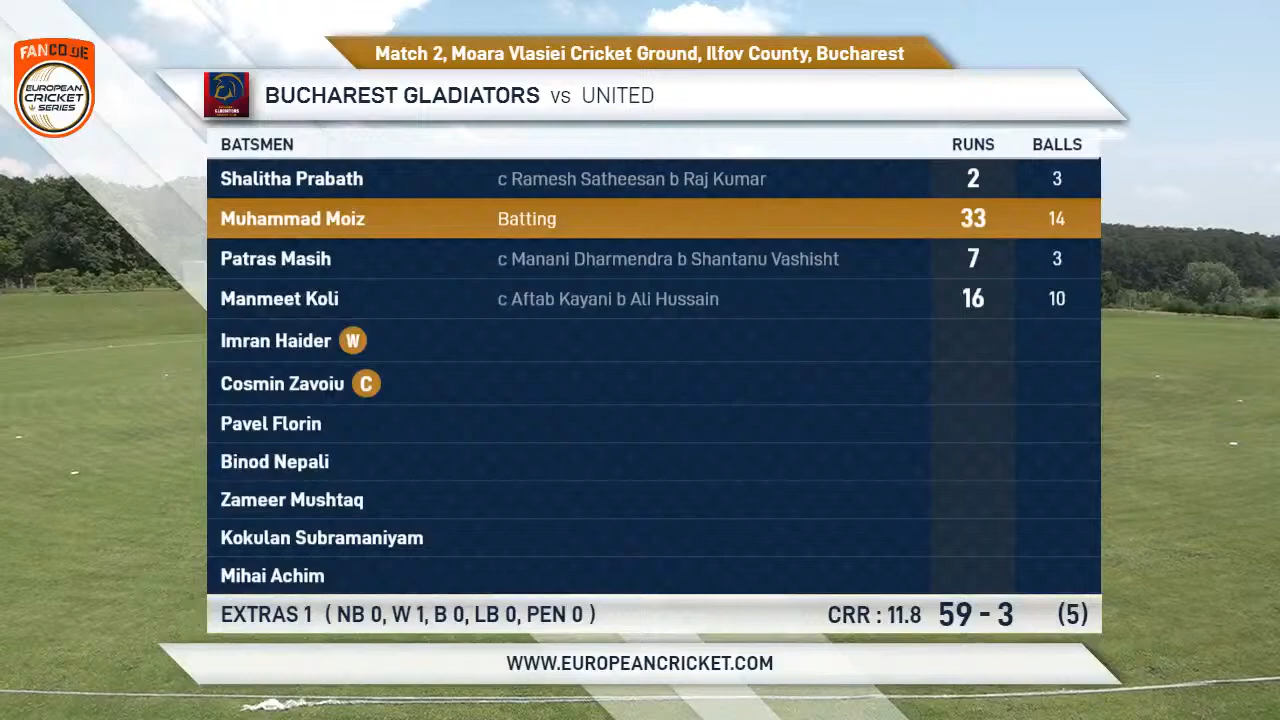 Match 2, Moara Vlasiei Cricket Ground, Ilfov County, Bucharest
FANCODE
EUROPEAN
CRICKET
SERIES
GLADIATORS
BUCHAREST GLADIATORS vs UNITED
BATSMEN RUNS BALLS
Shalitha Prabath c Ramesh Satheesan b Raj Kumar 2 3
Muhammad Moiz Batting 33 14
Patras Masih c Manani Dharmendra b Shantanu Vashisht 7 3
Manmeet Koli c Aftab Kayani b Ali Hussain 16 10
Imran Haider W
Cosmin Zavoiu C
Pavel Florin
Binod Nepali
Zameer Mushtaq
Kokulan Subramaniyam
Mihai Achim
EXTRAS 1 ( NB 0, W 1, B 0, LB 0, PEN 0 ) CRR : 11.8 59 - 3 (5)
WWW.EUROPEANCRICKET.COM